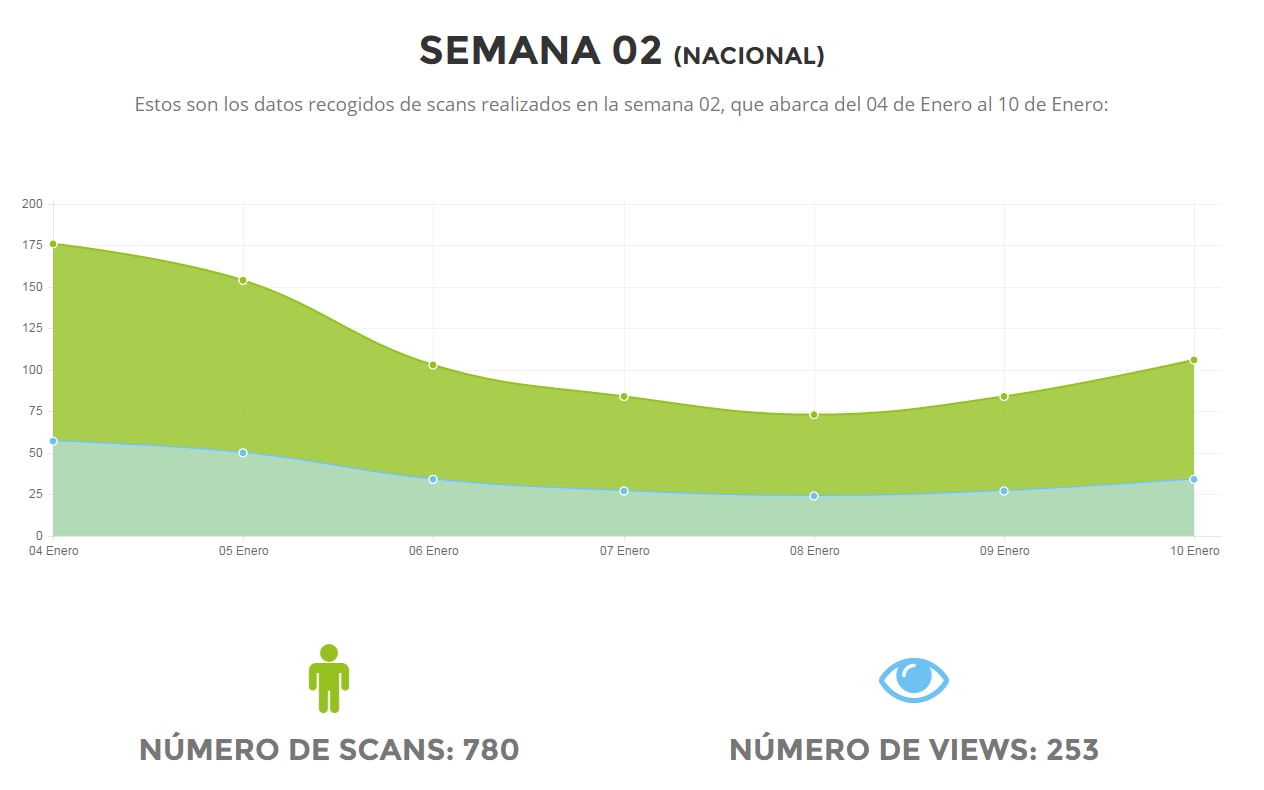 SEMANA 02 (NACIONAL)
Estos son los datos recogidos de scans realizados en la semana 02, que abarca del 04 de Enero al 10 de Enero:
200
175
150
125
100
75
50
25
0
04 Enero 05 Enero 06 Enero 07 Enero 08 Enero 09 Enero 10 Enero
NÚMERO DE SCANS: 780 NÚMERO DE VIEWS: 253